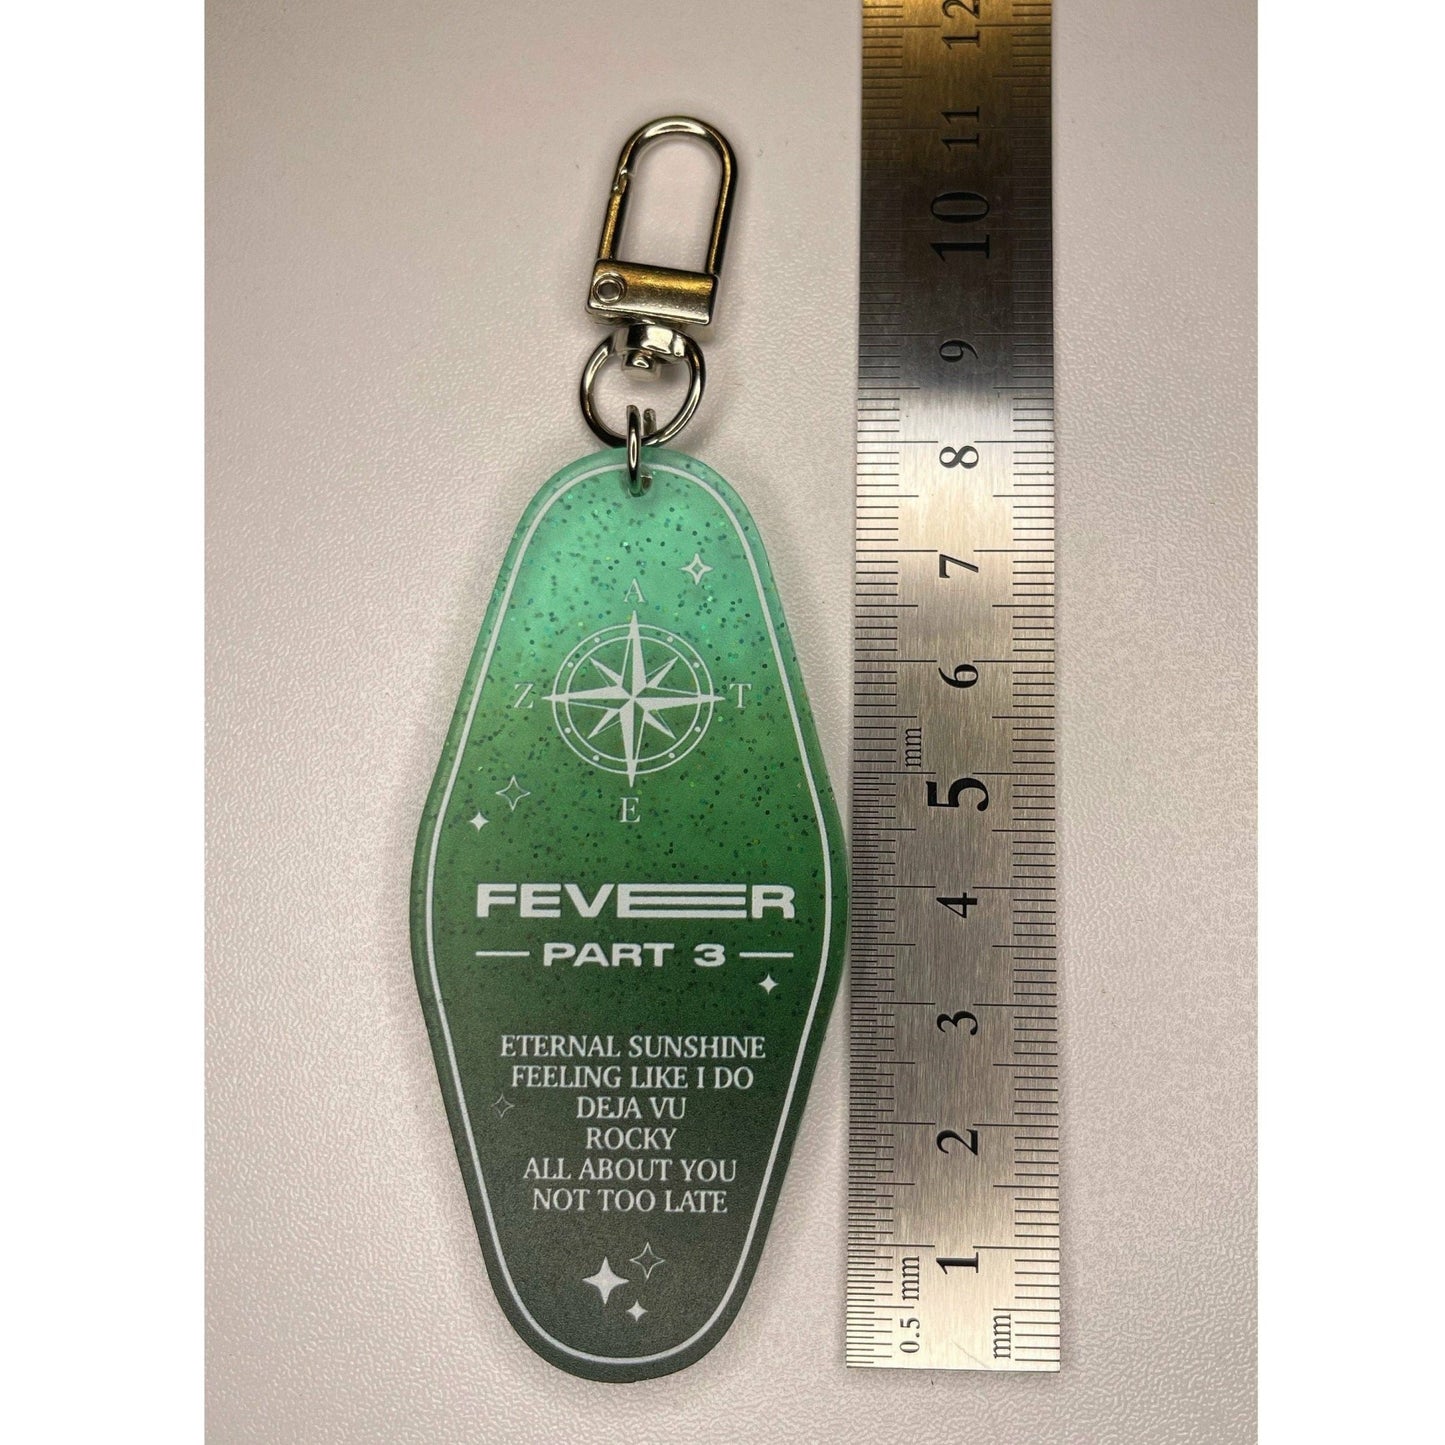 A
Z T
E
FEVER
PART 3
ETERNAL SUNSHINE
FEELING LIKE I DO
DEJA VU
ROCKY
ALL ABOUT YOU
NOT TOO LATE
12
11
10
9
8
7
6
mm
5
4
3
2
1
mm
0.5
mm